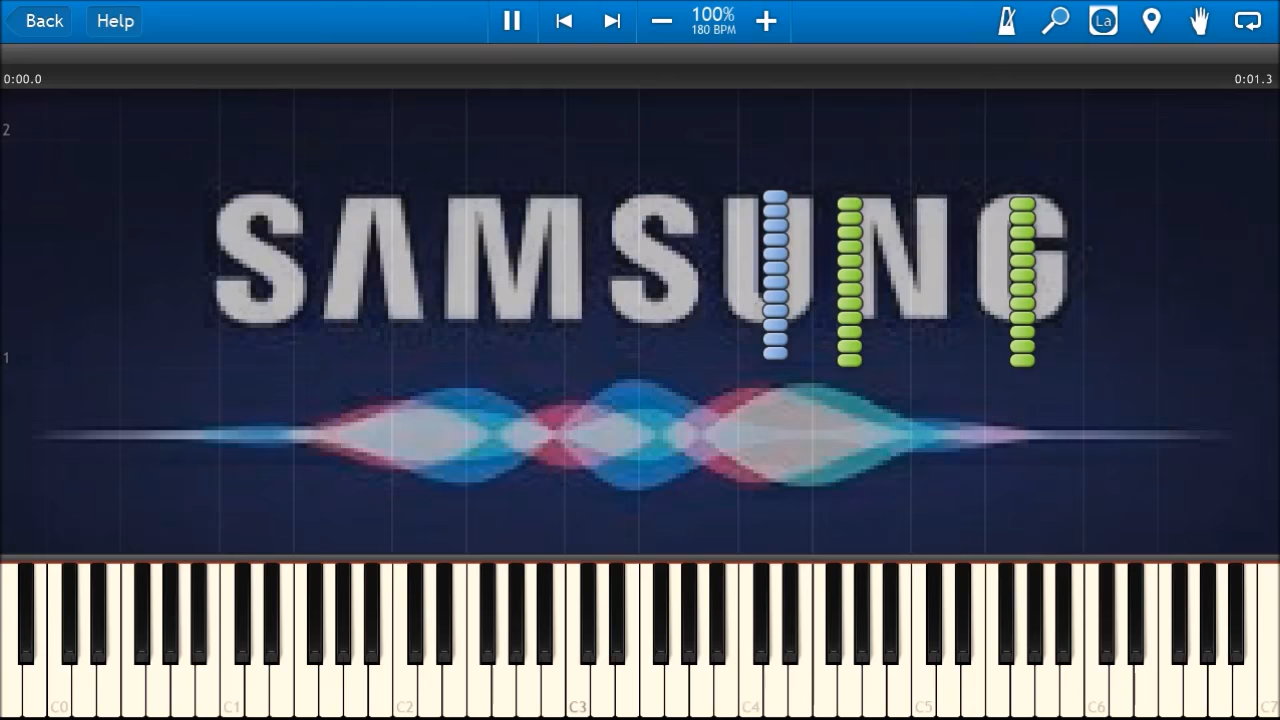 Back Help 100% La
180 BPM
0:00.0 0:01.3
2
SAMSUNG
1
C0 C1 C2 C3 C4 C5 C6 C7